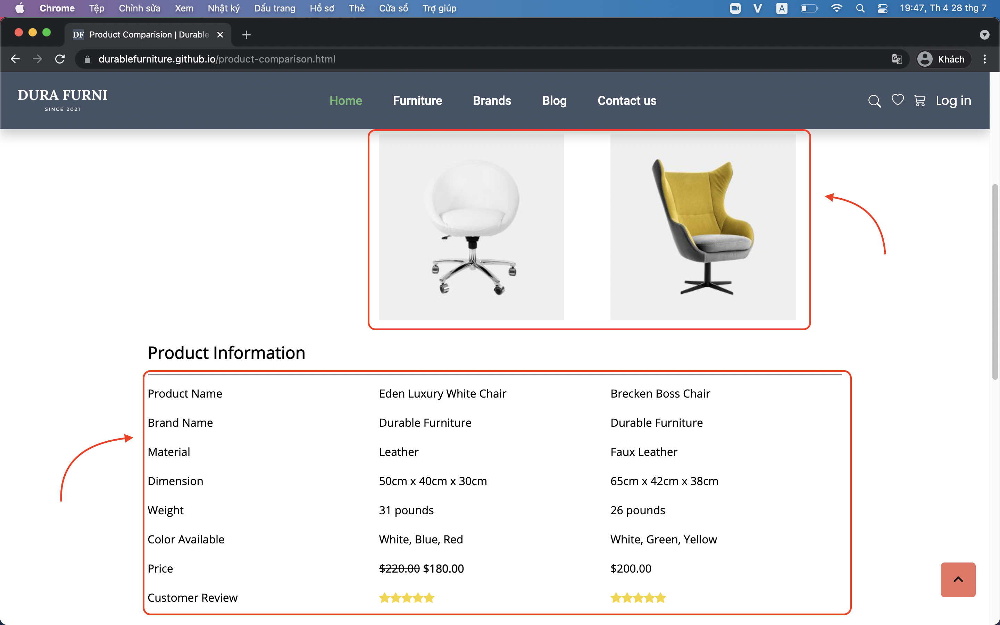 Chrome Tệp Chỉnh sửa Xem Nhật ký Dấu trang Hồ sơ Thẻ Cửa sổ Trợ giúp V A 19:47, Th 4 28 thg 7
DF Product Comparision | Durable
durablefurniture.github.io/product-comparison.html Khách
DURA FURNI
SINCE 2021
Home Furniture Brands Blog Contact us Log in
Product Information
Product Name Eden Luxury White Chair Brecken Boss Chair
Brand Name Durable Furniture Durable Furniture
Material Leather Faux Leather
Dimension 50cm x 40cm x 30cm 65cm x 42cm x 38cm
Weight 31 pounds 26 pounds
Color Available White, Blue, Red White, Green, Yellow
Price $220.00 $180.00 $200.00
Customer Review